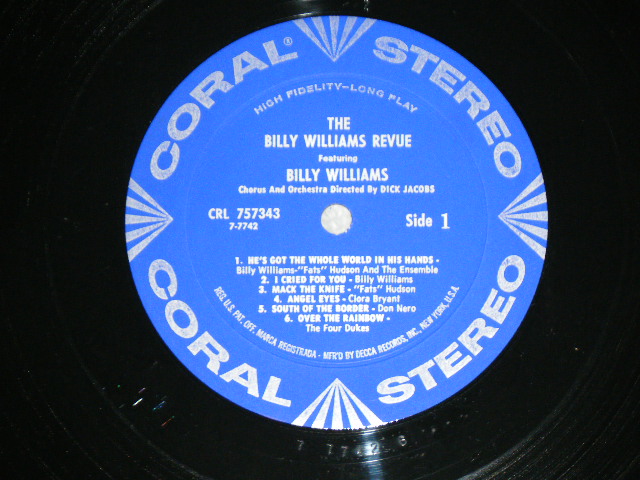 CORAL® STEREO
HIGH FIDELITY—LONG PLAY
THE
BILLY WILLIAMS REVUE
Featuring
BILLY WILLIAMS
Chorus And Orchestra Directed By DICK JACOBS
CRL 757343
7-7742
Side 1
1. HE'S GOT THE WHOLE WORLD IN HIS HANDS -
Billy Williams-"Fats" Hudson And The Ensemble
2. I CRIED FOR YOU - Billy Williams
3. MACK THE KNIFE - "Fats" Hudson
4. ANGEL EYES - Clora Bryant
5. SOUTH OF THE BORDER - Don Nero
6. OVER THE RAINBOW -
The Four Dukes
REG. U.S. PAT. OFF. MARCA REGISTRADA - MFR'D BY DECCA RECORDS, INC., NEW YORK, U.S.A.
CORAL STEREO